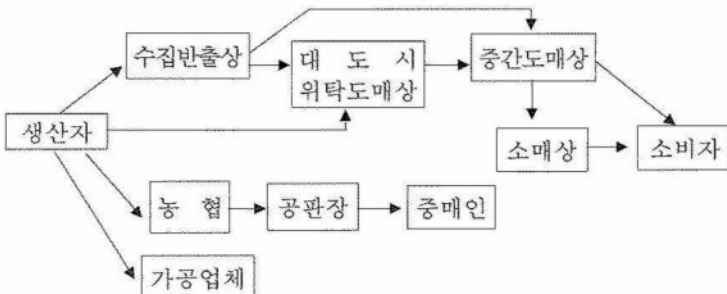 수집반출상
대 도 시
위탁도매상
중간도매상
생산자
소매상
소비자
농 협
공판장
중매인
가공업체